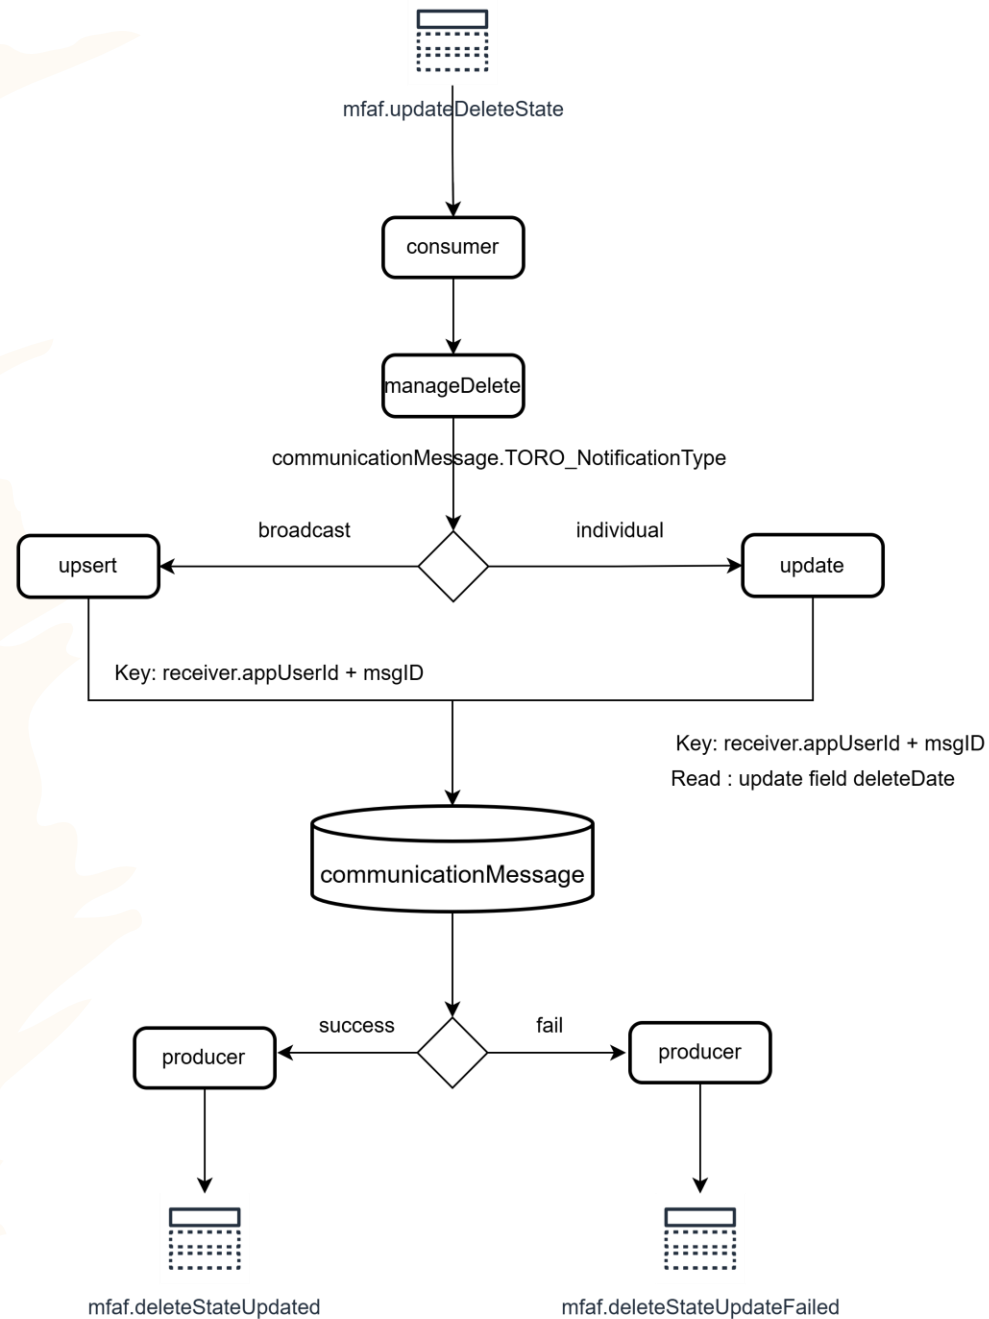 mfaf.updateDeleteState
consumer
manageDelete
communicationMessage.TORO_NotificationType
broadcast
individual
upsert
update
Key: receiver.appUserId + msgID
Key: receiver.appUserId + msgID
Read : update field deleteDate
communicationMessage
success
fail
producer
producer
mfaf.deleteStateUpdated
mfaf.deleteStateUpdateFailed